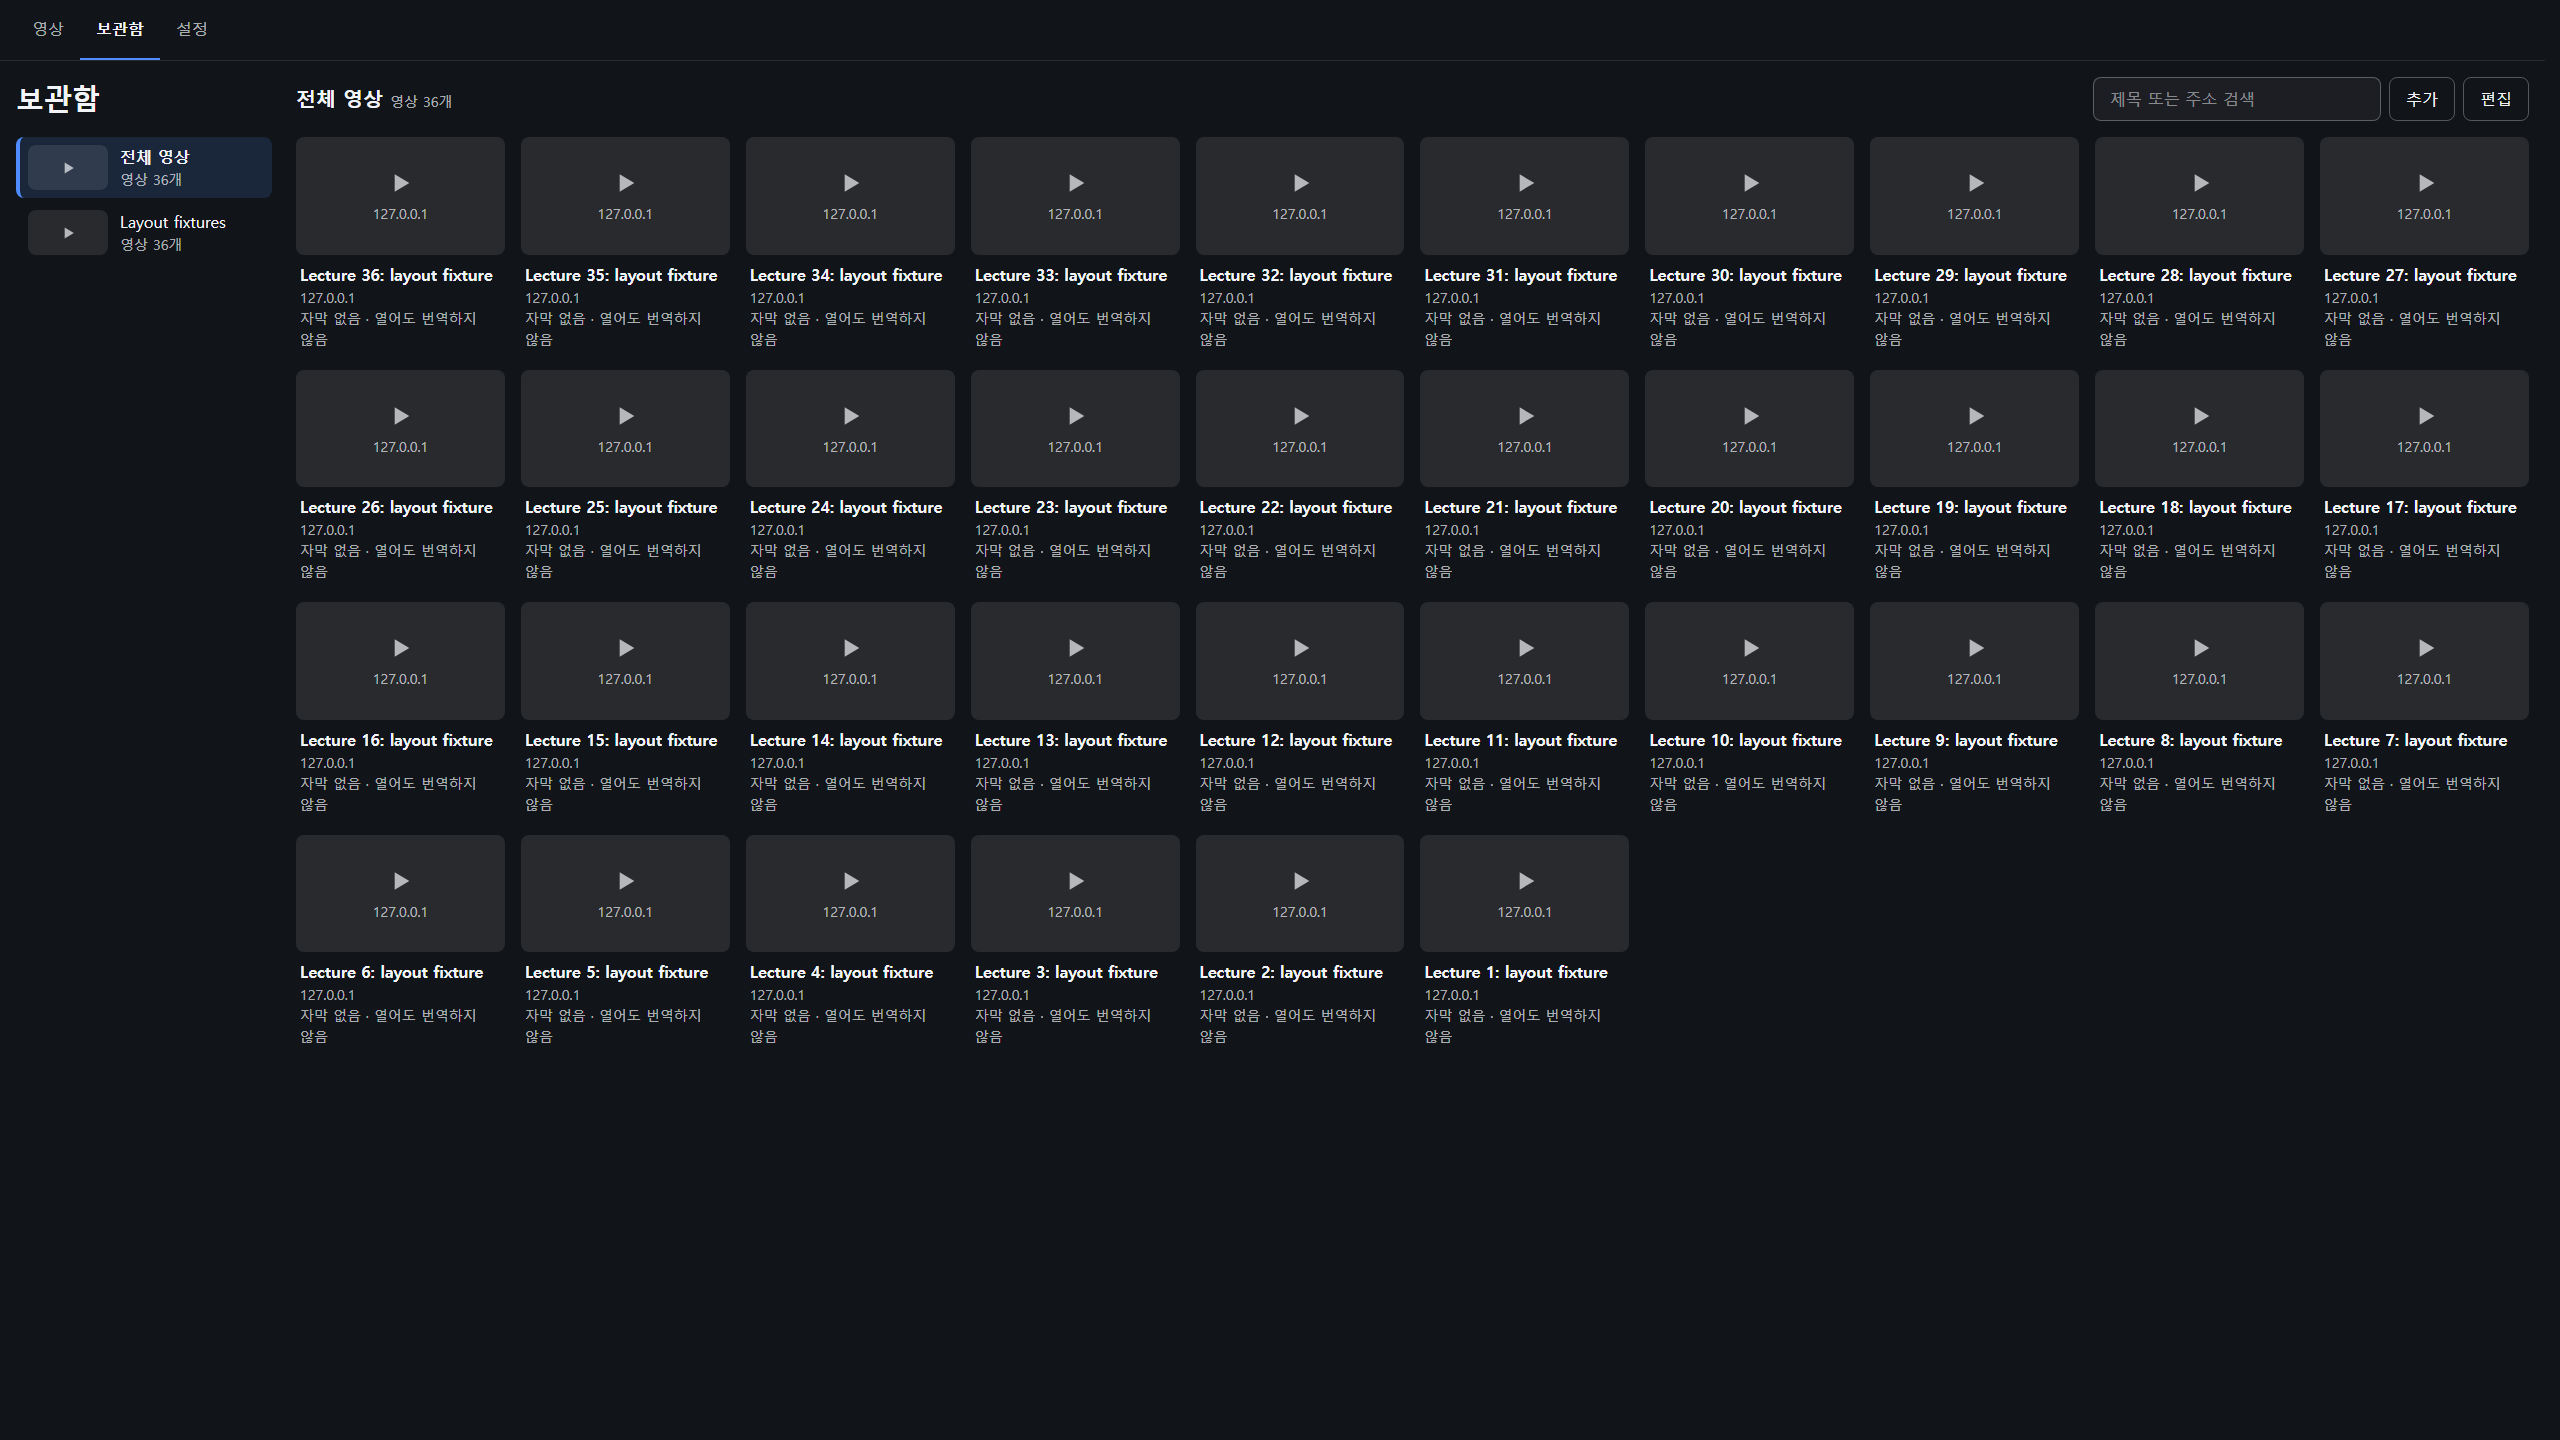 영상 보관함 설정
보관함
전체 영상 영상 36개
제목 또는 주소 검색 추가 편집
전체 영상
영상 36개
Layout fixtures
영상 36개
127.0.0.1 127.0.0.1 127.0.0.1 127.0.0.1 127.0.0.1 127.0.0.1 127.0.0.1 127.0.0.1 127.0.0.1 127.0.0.1
Lecture 36: layout fixture Lecture 35: layout fixture Lecture 34: layout fixture Lecture 33: layout fixture Lecture 32: layout fixture Lecture 31: layout fixture Lecture 30: layout fixture Lecture 29: layout fixture Lecture 28: layout fixture Lecture 27: layout fixture
127.0.0.1 127.0.0.1 127.0.0.1 127.0.0.1 127.0.0.1 127.0.0.1 127.0.0.1 127.0.0.1 127.0.0.1 127.0.0.1
자막 없음 · 열어도 번역하지 자막 없음 · 열어도 번역하지 자막 없음 · 열어도 번역하지 자막 없음 · 열어도 번역하지 자막 없음 · 열어도 번역하지 자막 없음 · 열어도 번역하지 자막 없음 · 열어도 번역하지 자막 없음 · 열어도 번역하지 자막 없음 · 열어도 번역하지 자막 없음 · 열어도 번역하지
않음 않음 않음 않음 않음 않음 않음 않음 않음 않음
127.0.0.1 127.0.0.1 127.0.0.1 127.0.0.1 127.0.0.1 127.0.0.1 127.0.0.1 127.0.0.1 127.0.0.1 127.0.0.1
Lecture 26: layout fixture Lecture 25: layout fixture Lecture 24: layout fixture Lecture 23: layout fixture Lecture 22: layout fixture Lecture 21: layout fixture Lecture 20: layout fixture Lecture 19: layout fixture Lecture 18: layout fixture Lecture 17: layout fixture
127.0.0.1 127.0.0.1 127.0.0.1 127.0.0.1 127.0.0.1 127.0.0.1 127.0.0.1 127.0.0.1 127.0.0.1 127.0.0.1
자막 없음 · 열어도 번역하지 자막 없음 · 열어도 번역하지 자막 없음 · 열어도 번역하지 자막 없음 · 열어도 번역하지 자막 없음 · 열어도 번역하지 자막 없음 · 열어도 번역하지 자막 없음 · 열어도 번역하지 자막 없음 · 열어도 번역하지 자막 없음 · 열어도 번역하지 자막 없음 · 열어도 번역하지
않음 않음 않음 않음 않음 않음 않음 않음 않음 않음
127.0.0.1 127.0.0.1 127.0.0.1 127.0.0.1 127.0.0.1 127.0.0.1 127.0.0.1 127.0.0.1 127.0.0.1 127.0.0.1
Lecture 16: layout fixture Lecture 15: layout fixture Lecture 14: layout fixture Lecture 13: layout fixture Lecture 12: layout fixture Lecture 11: layout fixture Lecture 10: layout fixture Lecture 9: layout fixture Lecture 8: layout fixture Lecture 7: layout fixture
127.0.0.1 127.0.0.1 127.0.0.1 127.0.0.1 127.0.0.1 127.0.0.1 127.0.0.1 127.0.0.1 127.0.0.1 127.0.0.1
자막 없음 · 열어도 번역하지 자막 없음 · 열어도 번역하지 자막 없음 · 열어도 번역하지 자막 없음 · 열어도 번역하지 자막 없음 · 열어도 번역하지 자막 없음 · 열어도 번역하지 자막 없음 · 열어도 번역하지 자막 없음 · 열어도 번역하지 자막 없음 · 열어도 번역하지 자막 없음 · 열어도 번역하지
않음 않음 않음 않음 않음 않음 않음 않음 않음 않음
127.0.0.1 127.0.0.1 127.0.0.1 127.0.0.1 127.0.0.1 127.0.0.1
Lecture 6: layout fixture Lecture 5: layout fixture Lecture 4: layout fixture Lecture 3: layout fixture Lecture 2: layout fixture Lecture 1: layout fixture
127.0.0.1 127.0.0.1 127.0.0.1 127.0.0.1 127.0.0.1 127.0.0.1
자막 없음 · 열어도 번역하지 자막 없음 · 열어도 번역하지 자막 없음 · 열어도 번역하지 자막 없음 · 열어도 번역하지 자막 없음 · 열어도 번역하지 자막 없음 · 열어도 번역하지
않음 않음 않음 않음 않음 않음